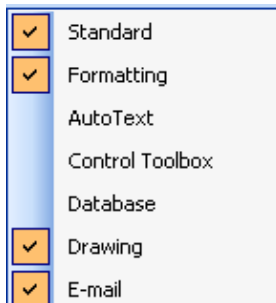 Standard
Formatting
AutoText
Control Toolbox
Database
Drawing
E-mail